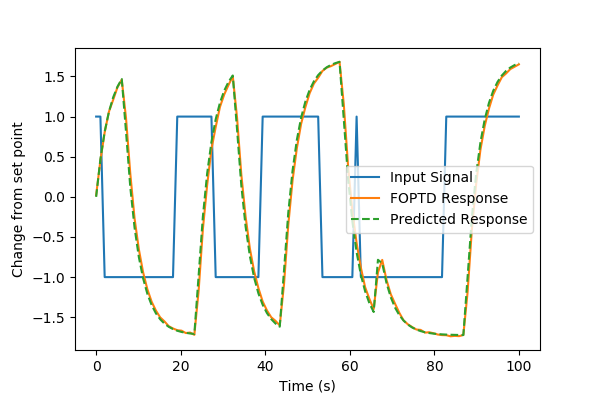 1.5
1.0
0.5
0.0
−0.5
−1.0
−1.5
Change from set point
Input Signal
FOPTD Response
Predicted Response
0 20 40 60 80 100
Time (s)